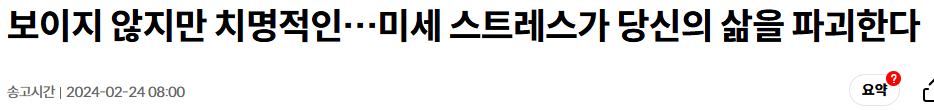 보이지 않지만 치명적인…미세 스트레스가 당신의 삶을 파괴한다
송고시간 | 2024-02-24 08:00
요약 ?